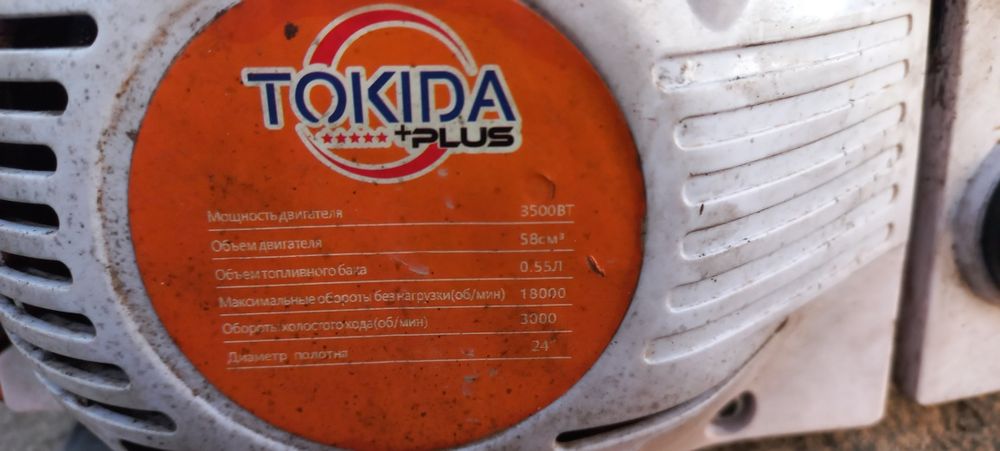 TOKIDA
+PLUS
Мощность двигателя 3500ВТ
Объем двигателя 58см³
Объем топливного бака 0.55Л
Максимальные обороты без нагрузки(об/мин) 18000
Обороты холостого хода(об/мин) 3000
Диаметр полотна 24"